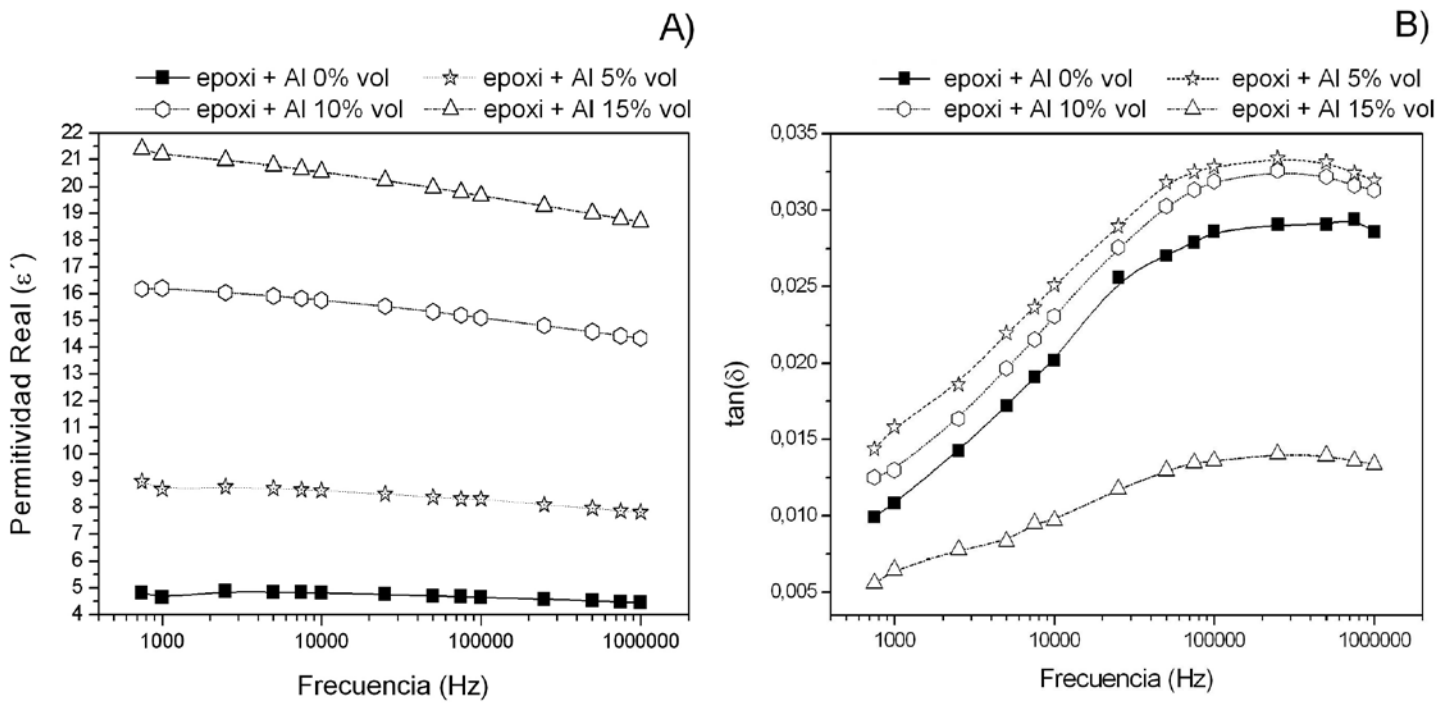 A)
epoxi + Al 0% vol epoxi + Al 5% vol
epoxi + Al 10% vol epoxi + Al 15% vol
22
21
20
19
18
17
16
15
14
13
12
11
10
9
8
7
6
5
4
Permitividad Real (ε´)
1000 10000 100000 1000000
Frecuencia (Hz)
B)
epoxi + Al 0% vol epoxi + Al 5% vol
epoxi + Al 10% vol epoxi + Al 15% vol
0,035
0,030
0,025
0,020
0,015
0,010
0,005
tan(δ)
1000 10000 100000 1000000
Frecuencia (Hz)